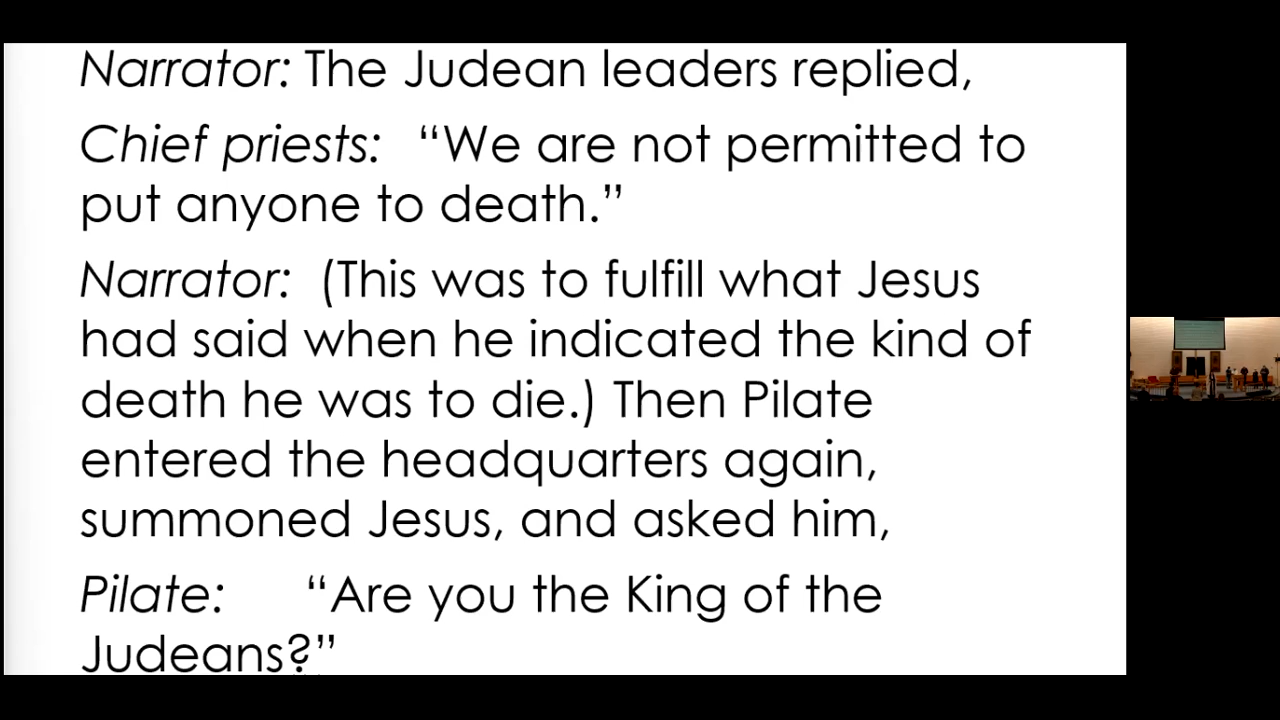 Narrator: The Judean leaders replied,
Chief priests: “We are not permitted to
put anyone to death.”
Narrator: (This was to fulfill what Jesus
had said when he indicated the kind of
death he was to die.) Then Pilate
entered the headquarters again,
summoned Jesus, and asked him,
Pilate: “Are you the King of the
Judeans?”